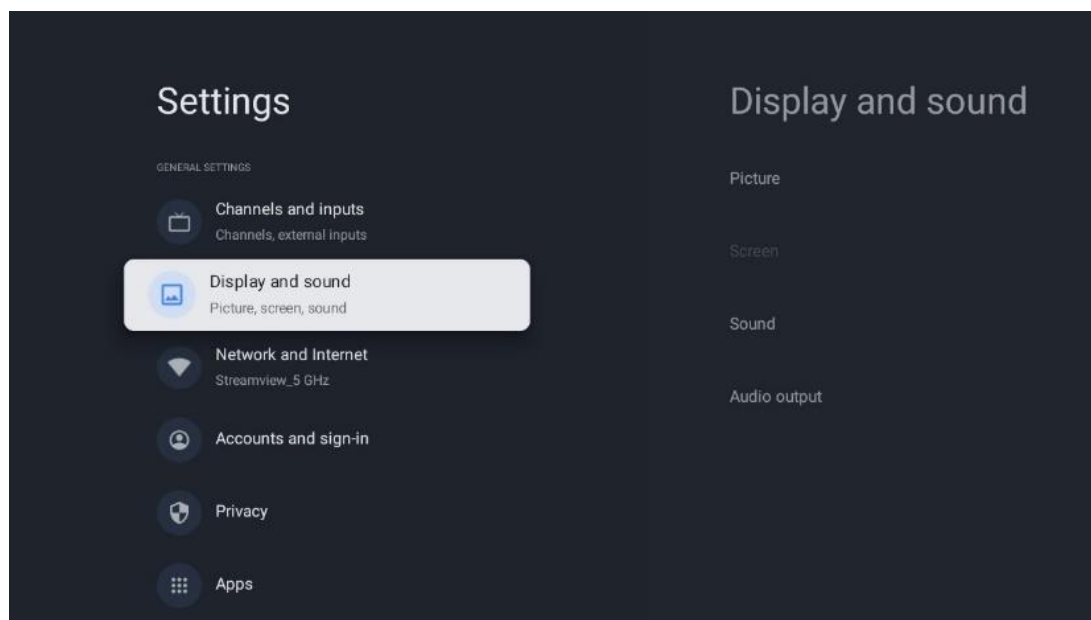 Settings
GENERAL SETTINGS
Channels and inputs
Channels, external inputs
Display and sound
Picture, screen, sound
Network and Internet
Streamview_5 GHz
Accounts and sign-in
Privacy
Apps
Display and sound
Picture
Screen
Sound
Audio output